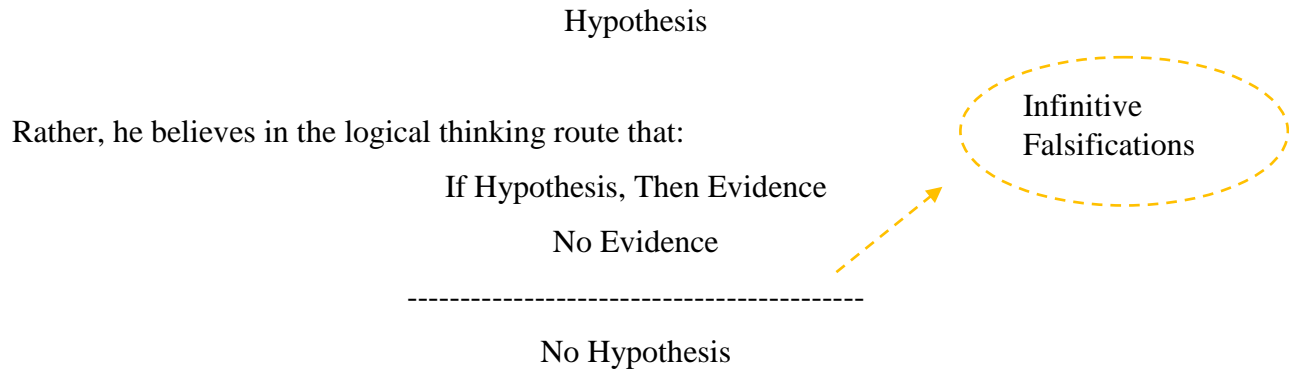 Hypothesis
Infinitive
Falsifications
Rather, he believes in the logical thinking route that:
If Hypothesis, Then Evidence
No Evidence
-------------------------------------------
No Hypothesis